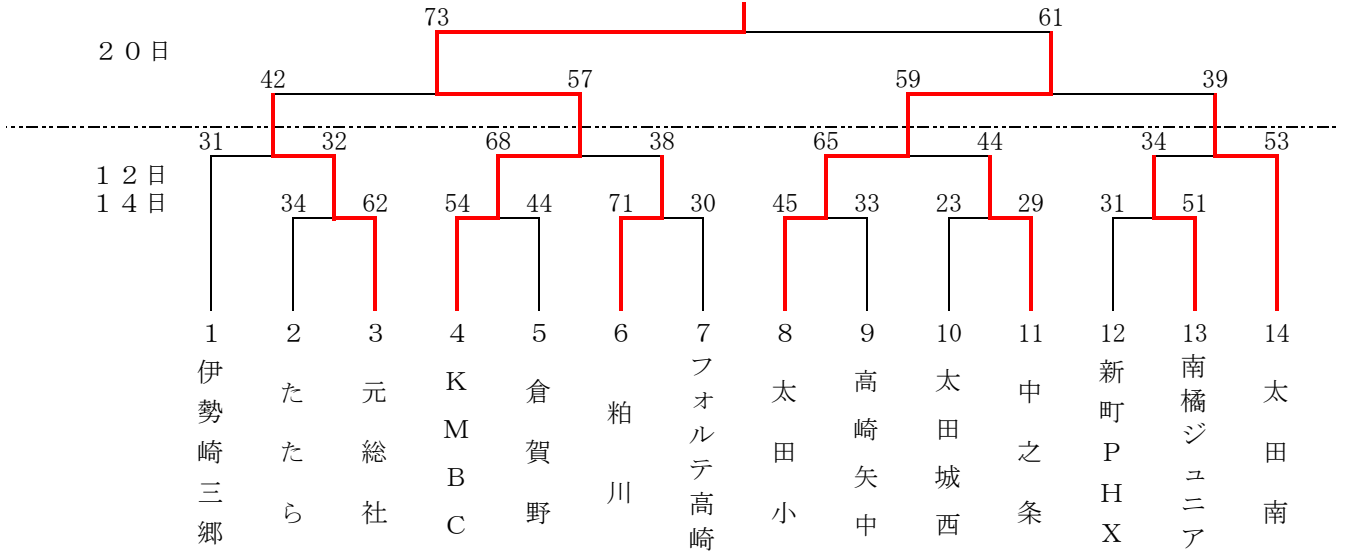 73 61
２０日
42 57 59 39
31 32 68 38 65 44 34 53
１２日
１４日
34 62 54 44 71 30 45 33 23 29 31 51
１ ２ ３ ４ ５ ６ ７ ８ ９ 10 11 12 13 14
伊勢崎三郷
たたら
元総社
ＫＭＢＣ
倉賀野
粕川
フォルテ高崎
太田小
高崎矢中
太田城西
中之条
新町ＰＨＸ
南橘ジュニア
太田南